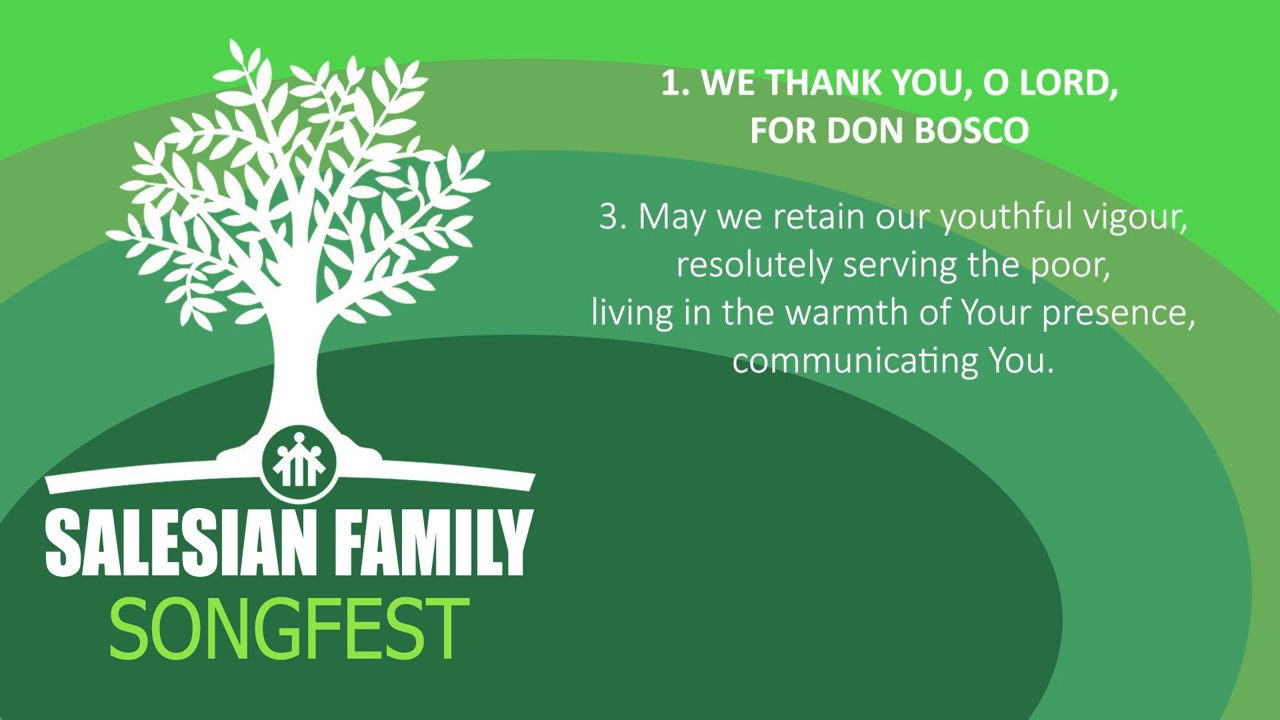 1. WE THANK YOU, O LORD,
FOR DON BOSCO
3. May we retain our youthful vigour,
resolutely serving the poor,
living in the warmth of Your presence,
communicating You.
SALESIAN FAMILY
SONGFEST